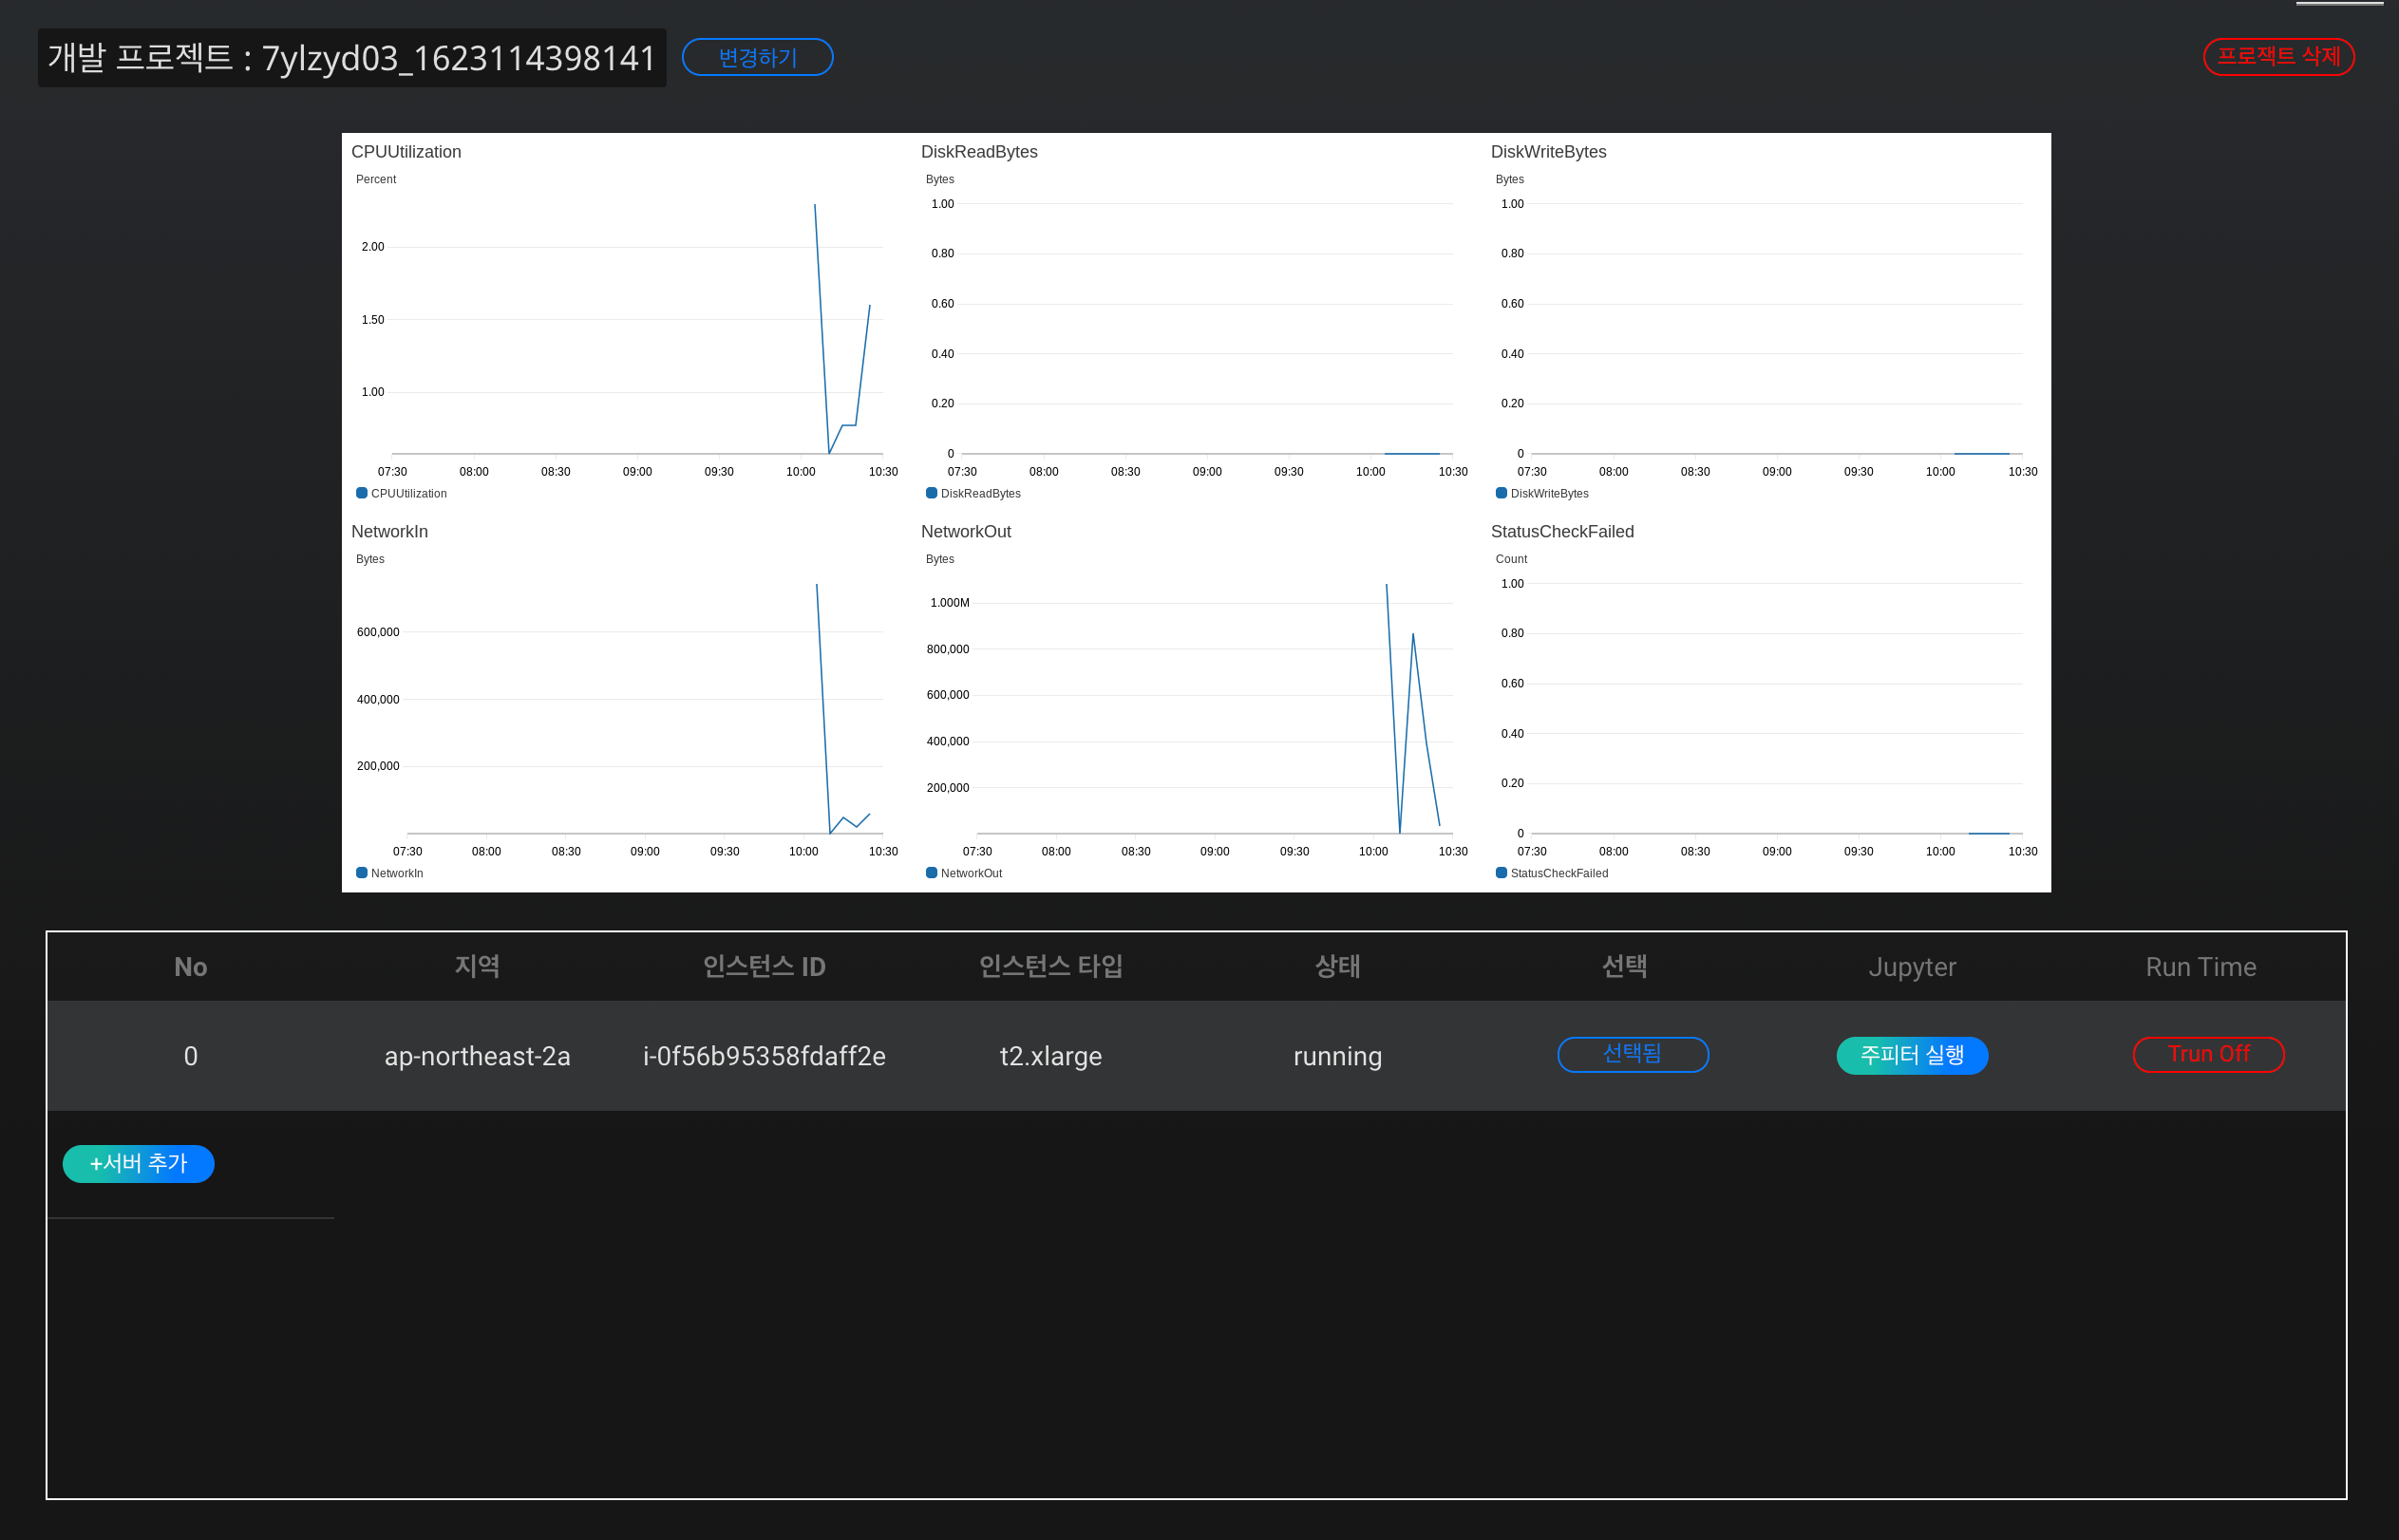 개발 프로젝트 : 7ylzyd03_1623114398141 변경하기 프로잭트 삭제
CPUUtilization DiskReadBytes DiskWriteBytes
Percent Bytes Bytes
1.00 1.00
2.00 0.80 0.80
1.50 0.60 0.60
0.40 0.40
1.00 0.20 0.20
0 0
07:30 08:00 08:30 09:00 09:30 10:00 10:30 07:30 08:00 08:30 09:00 09:30 10:00 10:30 07:30 08:00 08:30 09:00 09:30 10:00 10:30
CPUUtilization DiskReadBytes DiskWriteBytes
NetworkIn NetworkOut StatusCheckFailed
Bytes Bytes Count
1.00
1.000M
600,000 800,000 0.80
400,000 600,000 0.60
400,000 0.40
200,000 200,000 0.20
0
07:30 08:00 08:30 09:00 09:30 10:00 10:30 07:30 08:00 08:30 09:00 09:30 10:00 10:30 07:30 08:00 08:30 09:00 09:30 10:00 10:30
NetworkIn NetworkOut StatusCheckFailed
No 지역 인스턴스 ID 인스턴스 타입 상태 선택 Jupyter Run Time
0 ap-northeast-2a i-0f56b95358fdaff2e t2.xlarge running 선택됨 주피터 실행 Trun Off
+서버 추가